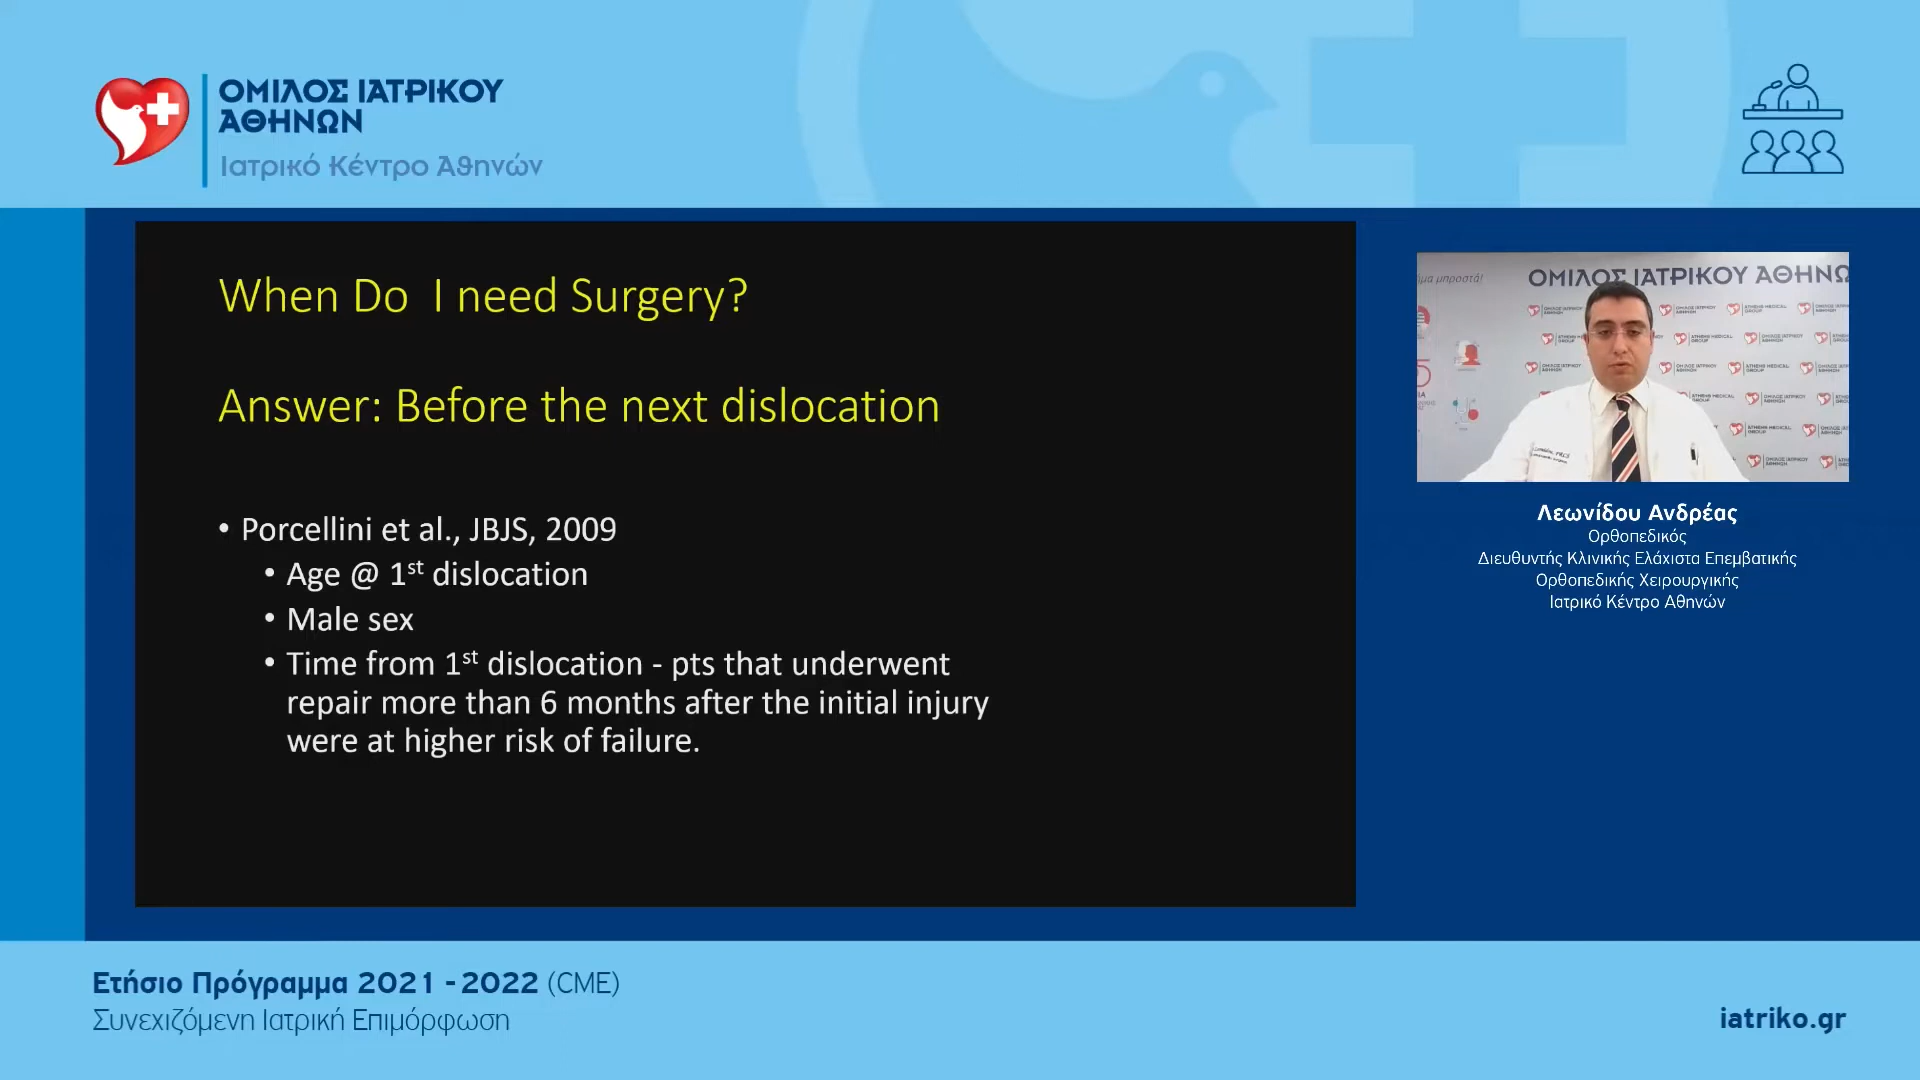 ΟΜΙΛΟΣ ΙΑΤΡΙΚΟΥ
ΑΘΗΝΩΝ
Ιατρικό Κέντρο Αθηνών
When Do I need Surgery?
Answer: Before the next dislocation
• Porcellini et al., JBJS, 2009
• Age @ 1st dislocation
• Male sex
• Time from 1st dislocation - pts that underwent
repair more than 6 months after the initial injury
were at higher risk of failure.
μπροστά!
ΟΜΙΛΟΣ ΙΑΤΡΙΚΟΥ ΑΘΗΝΩ
Λεωνίδου Ανδρέας
Ορθοπεδικός
Διευθυντής Κλινικής Ελάχιστα Επεμβατικής
Ορθοπεδικής Χειρουργικής
Ιατρικό Κέντρο Αθηνών
Ετήσιο Πρόγραμμα 2021 - 2022 (CME)
Συνεχιζόμενη Ιατρική Επιμόρφωση
iatriko.gr